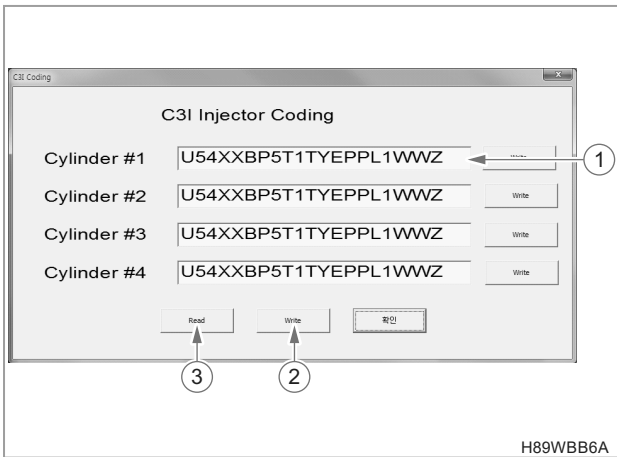 C3I Coding
x
C3I Injector Coding
Cylinder #1 U54XXBP5T1TYEPPL1WWZ Write 1
Cylinder #2 U54XXBP5T1TYEPPL1WWZ Write
Cylinder #3 U54XXBP5T1TYEPPL1WWZ Write
Cylinder #4 U54XXBP5T1TYEPPL1WWZ Write
Read Write 확인
3 2
H89WBB6A